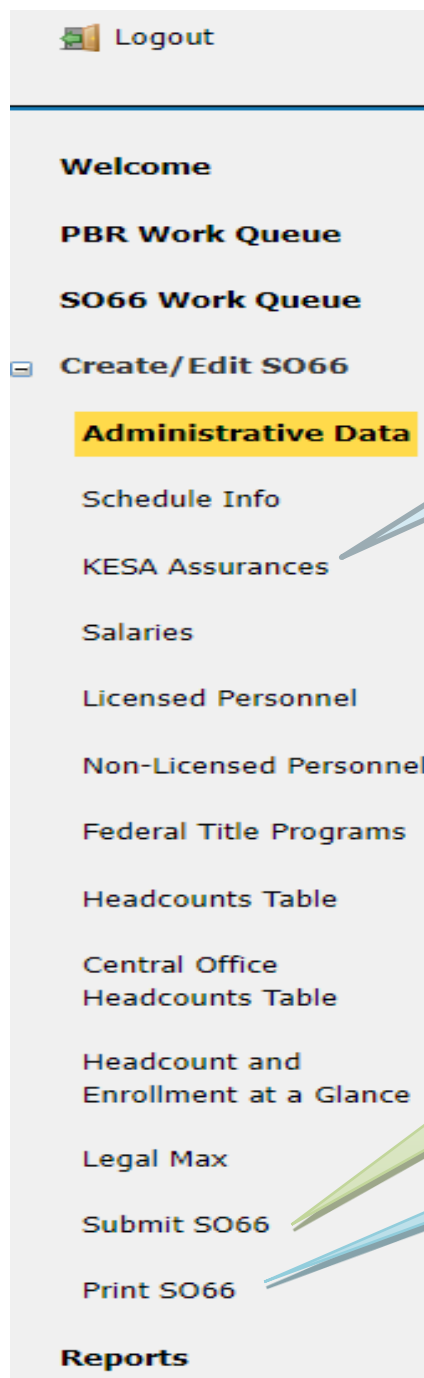 Logout
Welcome
PBR Work Queue
SO66 Work Queue
Create/Edit SO66
Administrative Data
Schedule Info
KESA Assurances
Salaries
Licensed Personnel
Non-Licensed Personnel
Federal Title Programs
Headcounts Table
Central Office
Headcounts Table
Headcount and
Enrollment at a Glance
Legal Max
Submit SO66
Print SO66
Reports